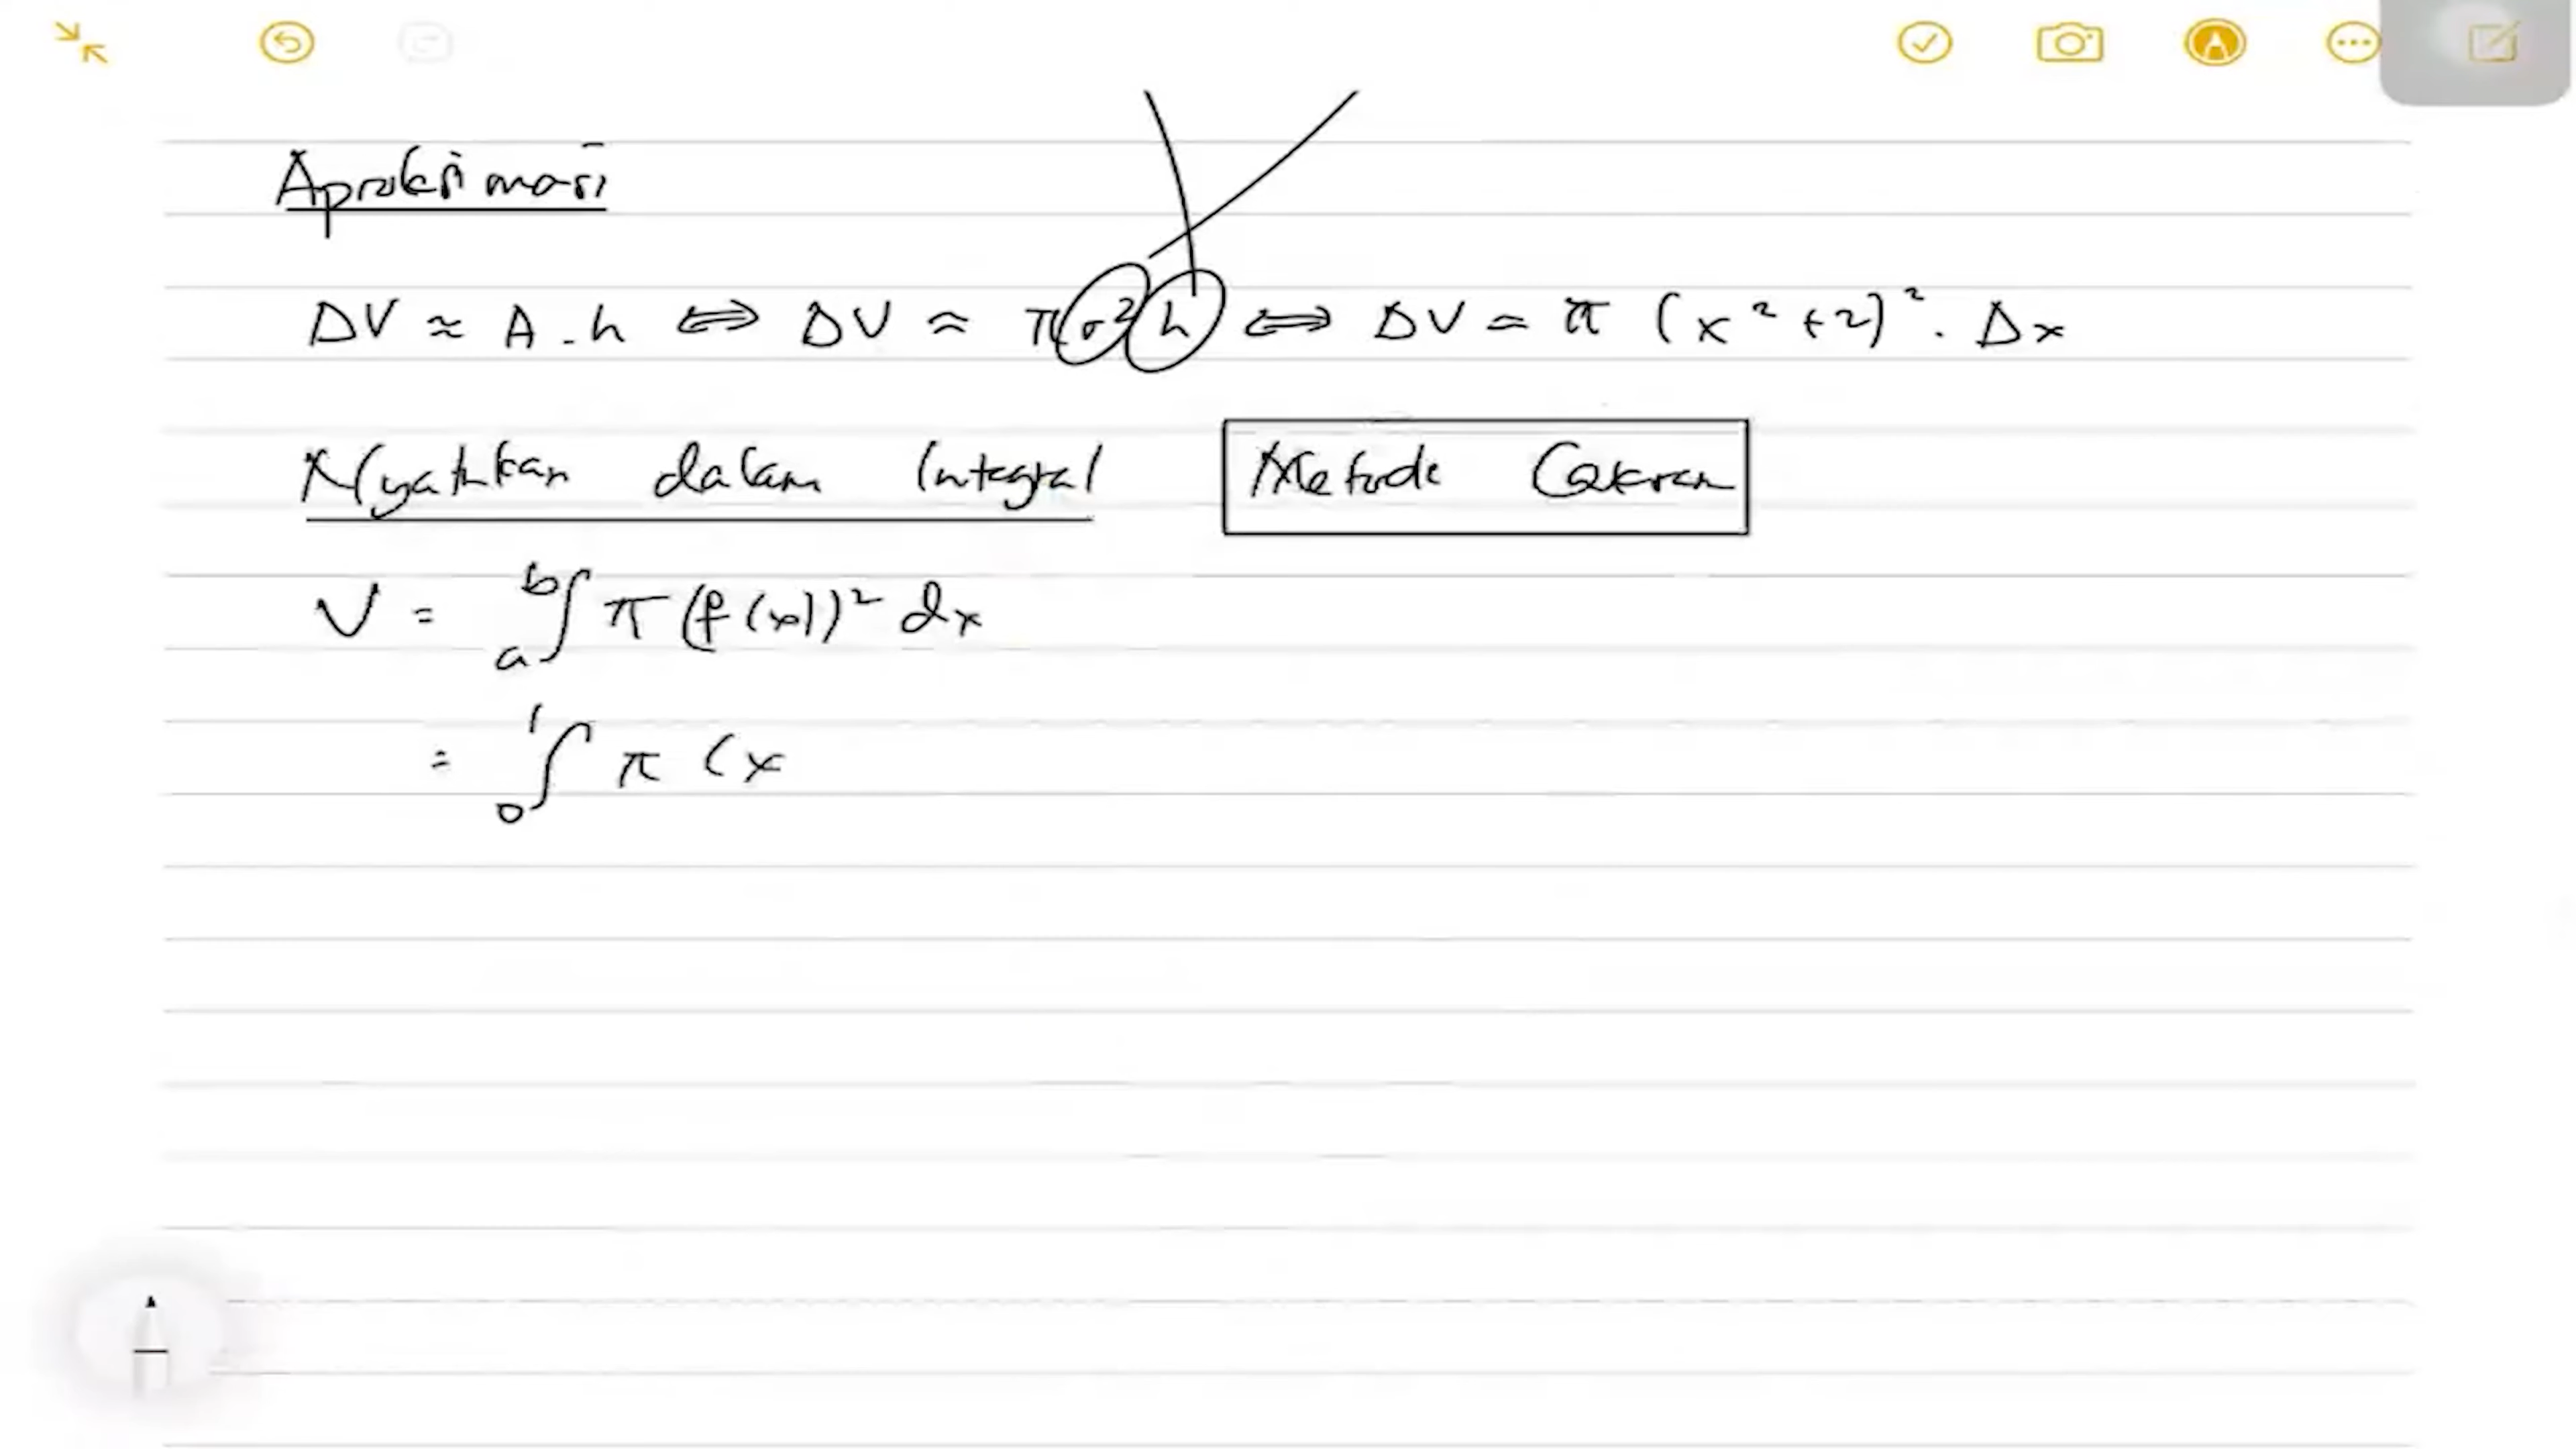 Aproksimasi
ΔV ≈ A . h ⇔ ΔV ≈ πr²h ⇔ ΔV = π (x² + 2)² . Δx
Nyatakan dalam Integral
Metode Cakram
V = ₐᵇ∫ π (f(x))² dx
= ₀¹∫ π (x